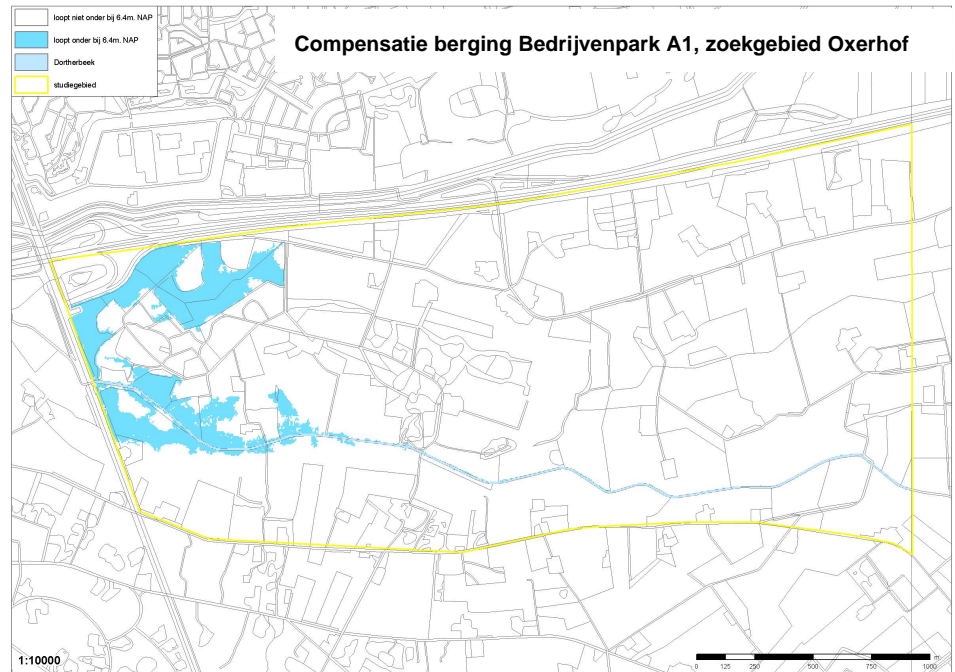 loopt niet onder bij 6.4m. NAP
loopt onder bij 6.4m. NAP
Dortherbeek
studiegebied
Compensatie berging Bedrijvenpark A1, zoekgebied Oxerhof
1:10000
0 125 250 500 750 1000 m